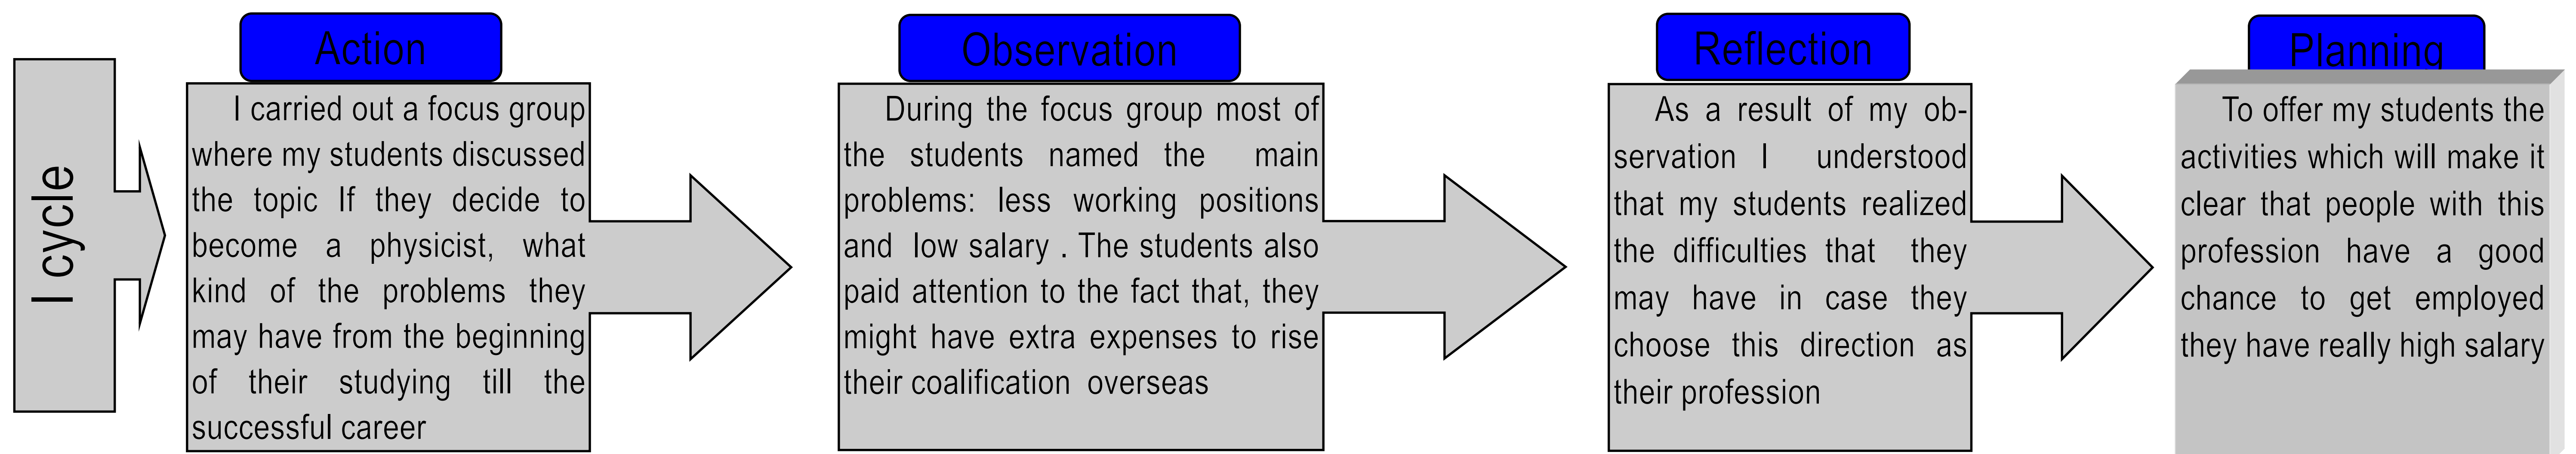 I cycle
Action
I carried out a focus group
where my students discussed
the topic If they decide to
become a physicist, what
kind of the problems they
may have from the beginning
of their studying till the
successful career
Observation
During the focus group most of
the students named the main
problems: less working positions
and low salary . The students also
paid attention to the fact that, they
might have extra expenses to rise
their coalification overseas
Reflection
As a result of my ob-
servation I understood
that my students realized
the difficulties that they
may have in case they
choose this direction as
their profession
Planning
To offer my students the
activities which will make it
clear that people with this
profession have a good
chance to get employed
they have really high salary